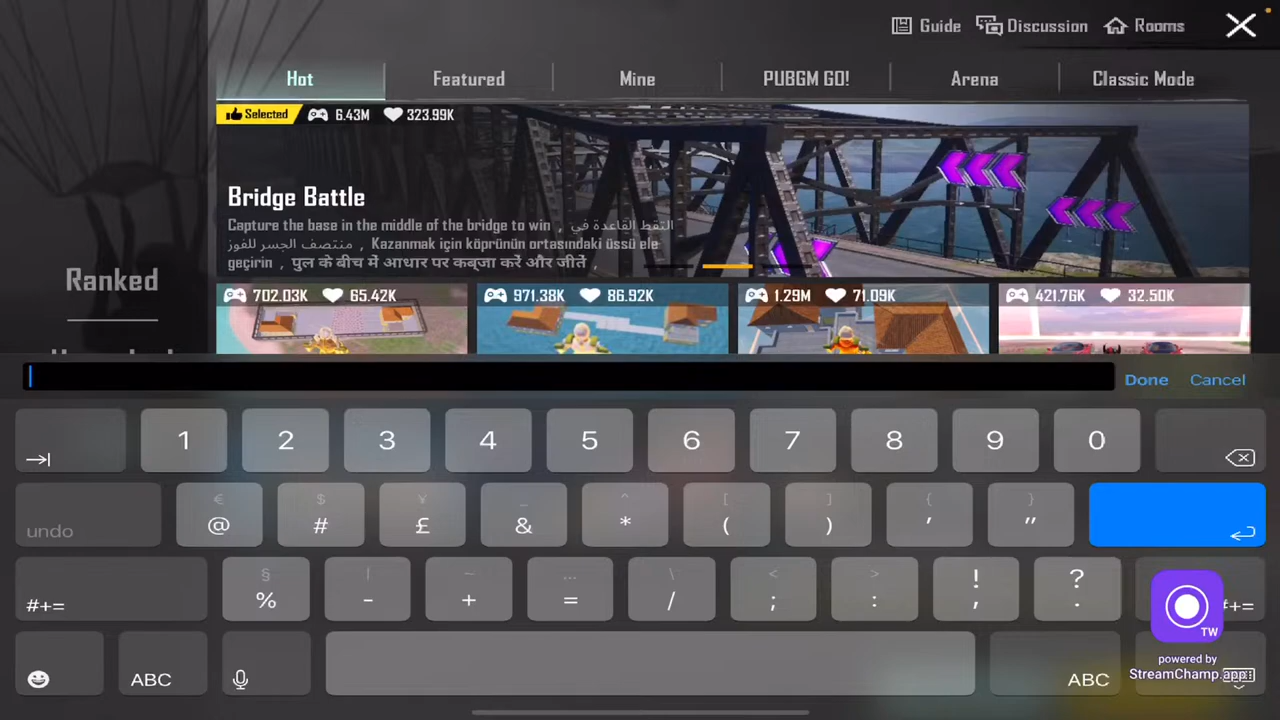 Guide Discussion Rooms
Hot Featured Mine PUBGM GO! Arena Classic Mode
Selected 6.43M 323.99K
Bridge Battle
Capture the base in the middle of the bridge to win , التقط القاعدة في
منتصف الجسر للفوز , Kazanmak için köprünün ortasındaki üssü ele
geçirin , पुल के बीच में आधार पर कब्जा करें और जीतें ,
Ranked
702.03K 65.42K 971.38K 86.92K 1.29M 71.09K 421.76K 32.50K
Done Cancel
1 2 3 4 5 6 7 8 9 0
€ $ ¥ _ ^ [ ] { }
undo @ # £ & * ( ) ' "
§ | ~ … \ < > ! ?
#+= % - + = / ; : , . #+=
TW
ABC ABC
powered by
StreamChamp.app